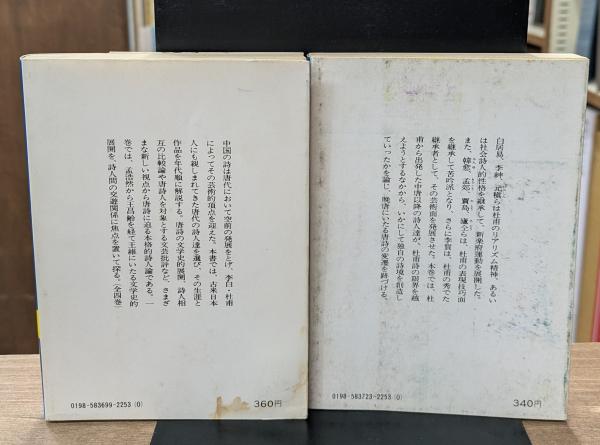 中国の詩は唐代において空前の発展をとげ、李白・杜甫
によってその芸術的頂点を迎えた。本書では、古来日本
人にも親しまれてきた唐代の詩人達を選び、その生涯と
作品を年代順に解説する。唐詩の文学史的展開、詩人相
互の比較論や唐詩人を対象とする文芸批評など、さまざ
まな新しい視点から唐詩に迫る本格的詩人論である。一
巻では、孟浩然から王昌齢を経て王維にいたる文学史的
展開を、詩人間の交遊関係に焦点を置いて探る。(全四巻)
0198-583699-2253 (0)
360円
白居易、李紳、元稹らは杜甫のリアリズム精神、あるい
は社会詩人的性格を継承して、新楽府運動を展開した。
また、韓愈、孟郊、賈島、盧仝らは、杜甫の表現技巧面
を継承して苦吟派となり、さらに李賀は、杜甫の秀でた
継承者として、その芸術面を発展させた。本巻では、杜
甫から出発した中唐以降の詩人達が、杜甫詩の限界を越
えようとするなかから、いかにして独自の詩境を創造し
ていったかを論じ、晩唐にいたる唐詩の変遷を跡づける。
0198-583723-2253 (0)
340円